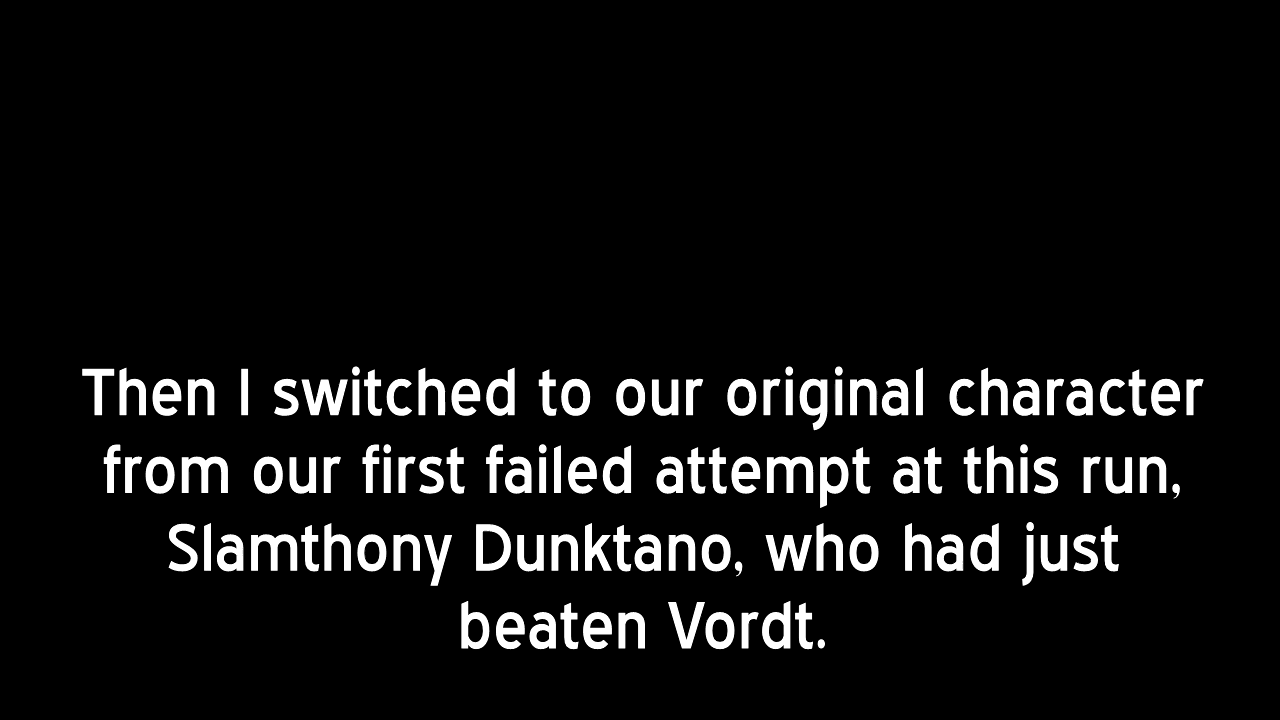 Then I switched to our original character
from our first failed attempt at this run,
Slamthony Dunktano, who had just
beaten Vordt.